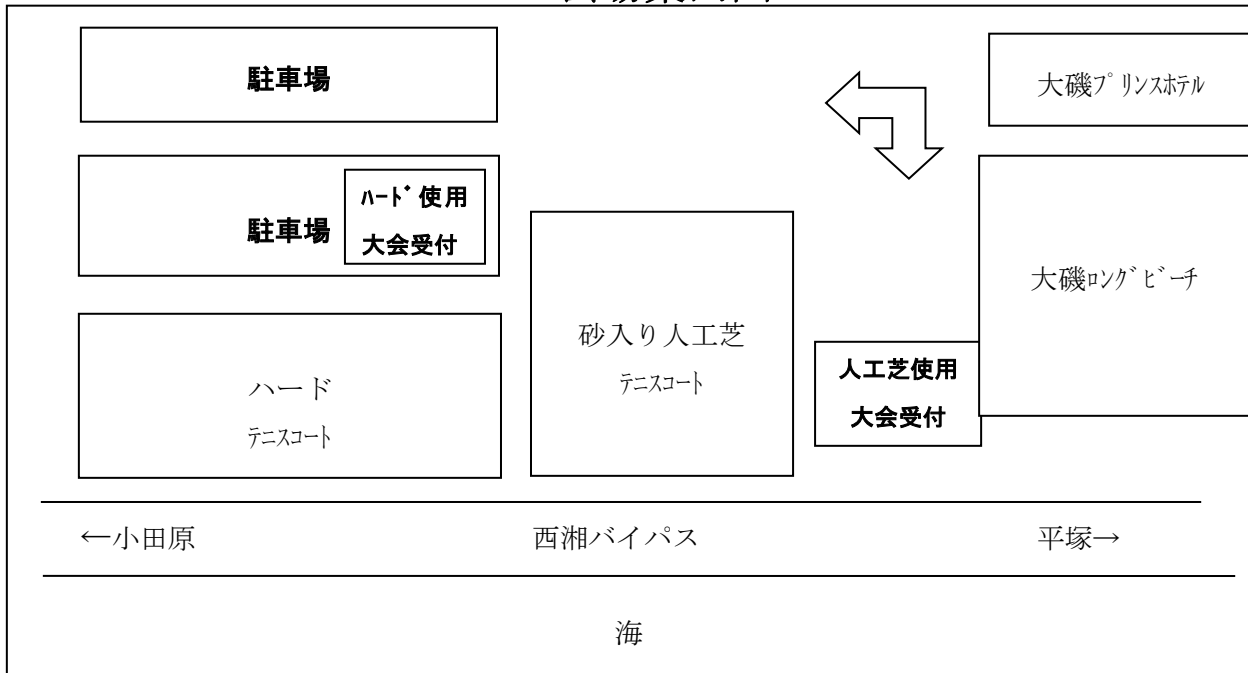 駐車場
大磯プリンスホテル
駐車場
ハード使用
大会受付
大磯ロングビーチ
砂入り人工芝
テニスコート
人工芝使用
大会受付
ハード
テニスコート
←小田原
西湘バイパス
平塚→
海